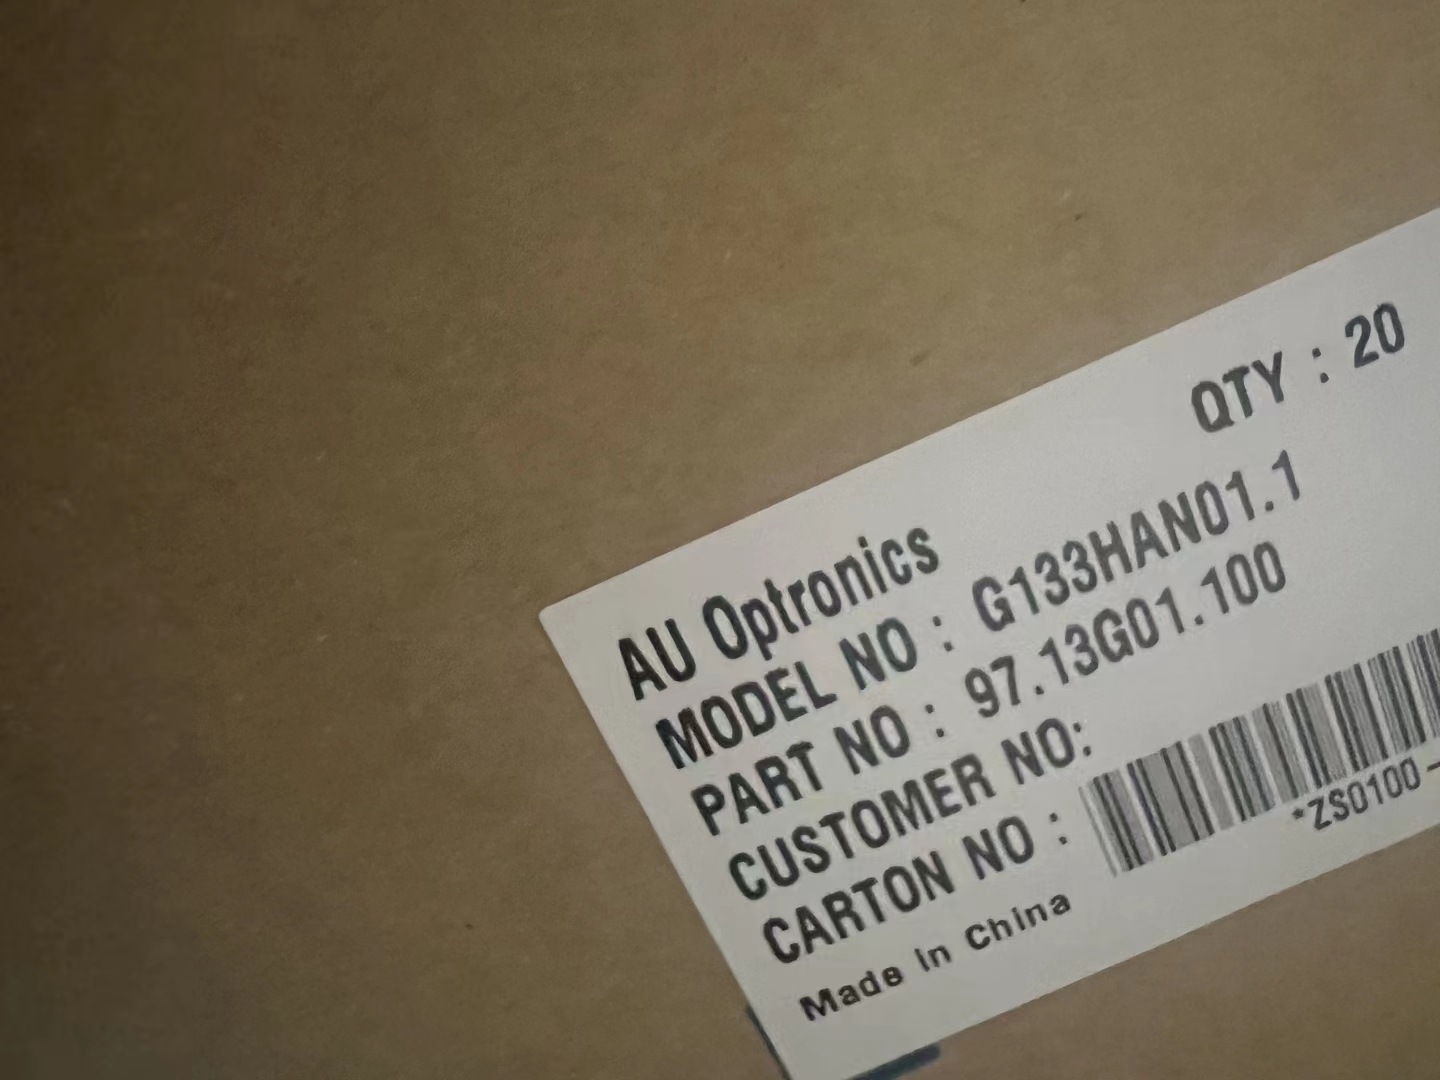 QTY : 20
AU Optronics
MODEL NO : G133HAN01.1
PART NO : 97.13G01.100
CUSTOMER NO:
CARTON NO :
*ZS0100-
Made in China